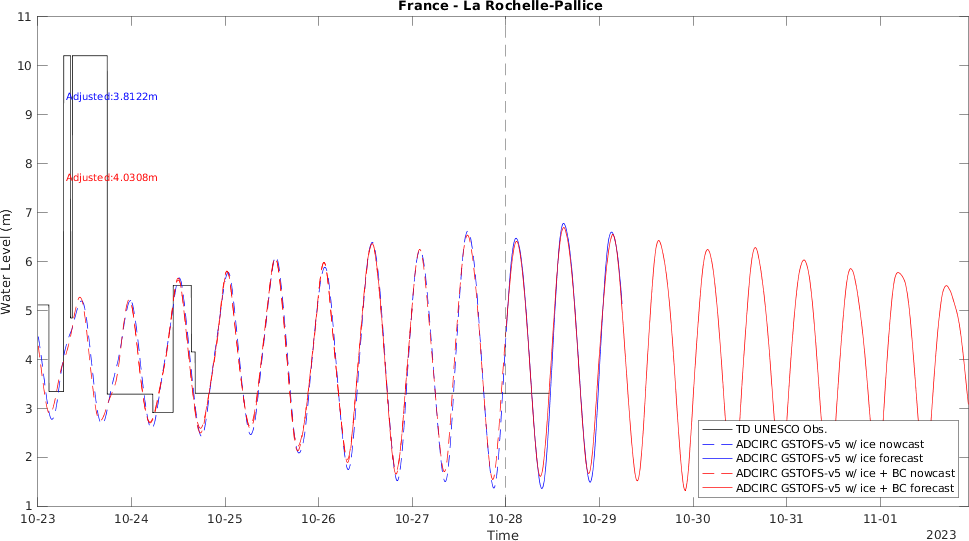 France - La Rochelle-Pallice
11
10
9
8
7
6
5
4
3
2
1
Water Level (m)
Adjusted:3.8122m
Adjusted:4.0308m
TD UNESCO Obs.
ADCIRC GSTOFS-v5 w/ ice nowcast
ADCIRC GSTOFS-v5 w/ ice forecast
ADCIRC GSTOFS-v5 w/ ice + BC nowcast
ADCIRC GSTOFS-v5 w/ ice + BC forecast
10-23 10-24 10-25 10-26 10-27 10-28 10-29 10-30 10-31 11-01
Time
2023